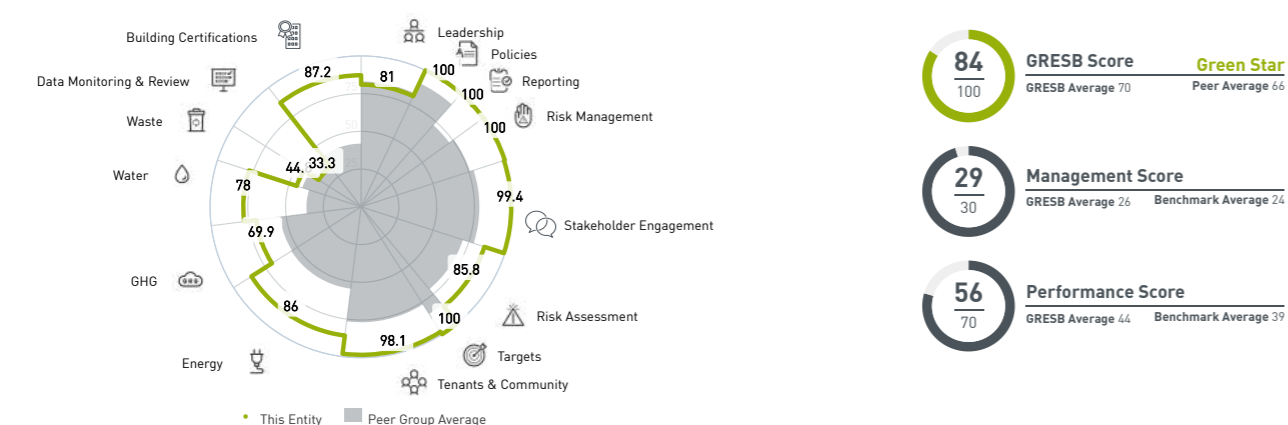 Building Certifications
Leadership
Policies
Data Monitoring & Review
Reporting
Waste
Risk Management
Water
Stakeholder Engagement
GHG
Risk Assessment
Energy
Targets
Tenants & Community
87.2
81
100
100
100
99.4
85.8
100
98.1
86
69.9
78
44.
33.3
75
50
25
This Entity
Peer Group Average
84
100
GRESB Score
Green Star
GRESB Average 70
Peer Average 66
29
30
Management Score
GRESB Average 26
Benchmark Average 24
56
70
Performance Score
GRESB Average 44
Benchmark Average 39